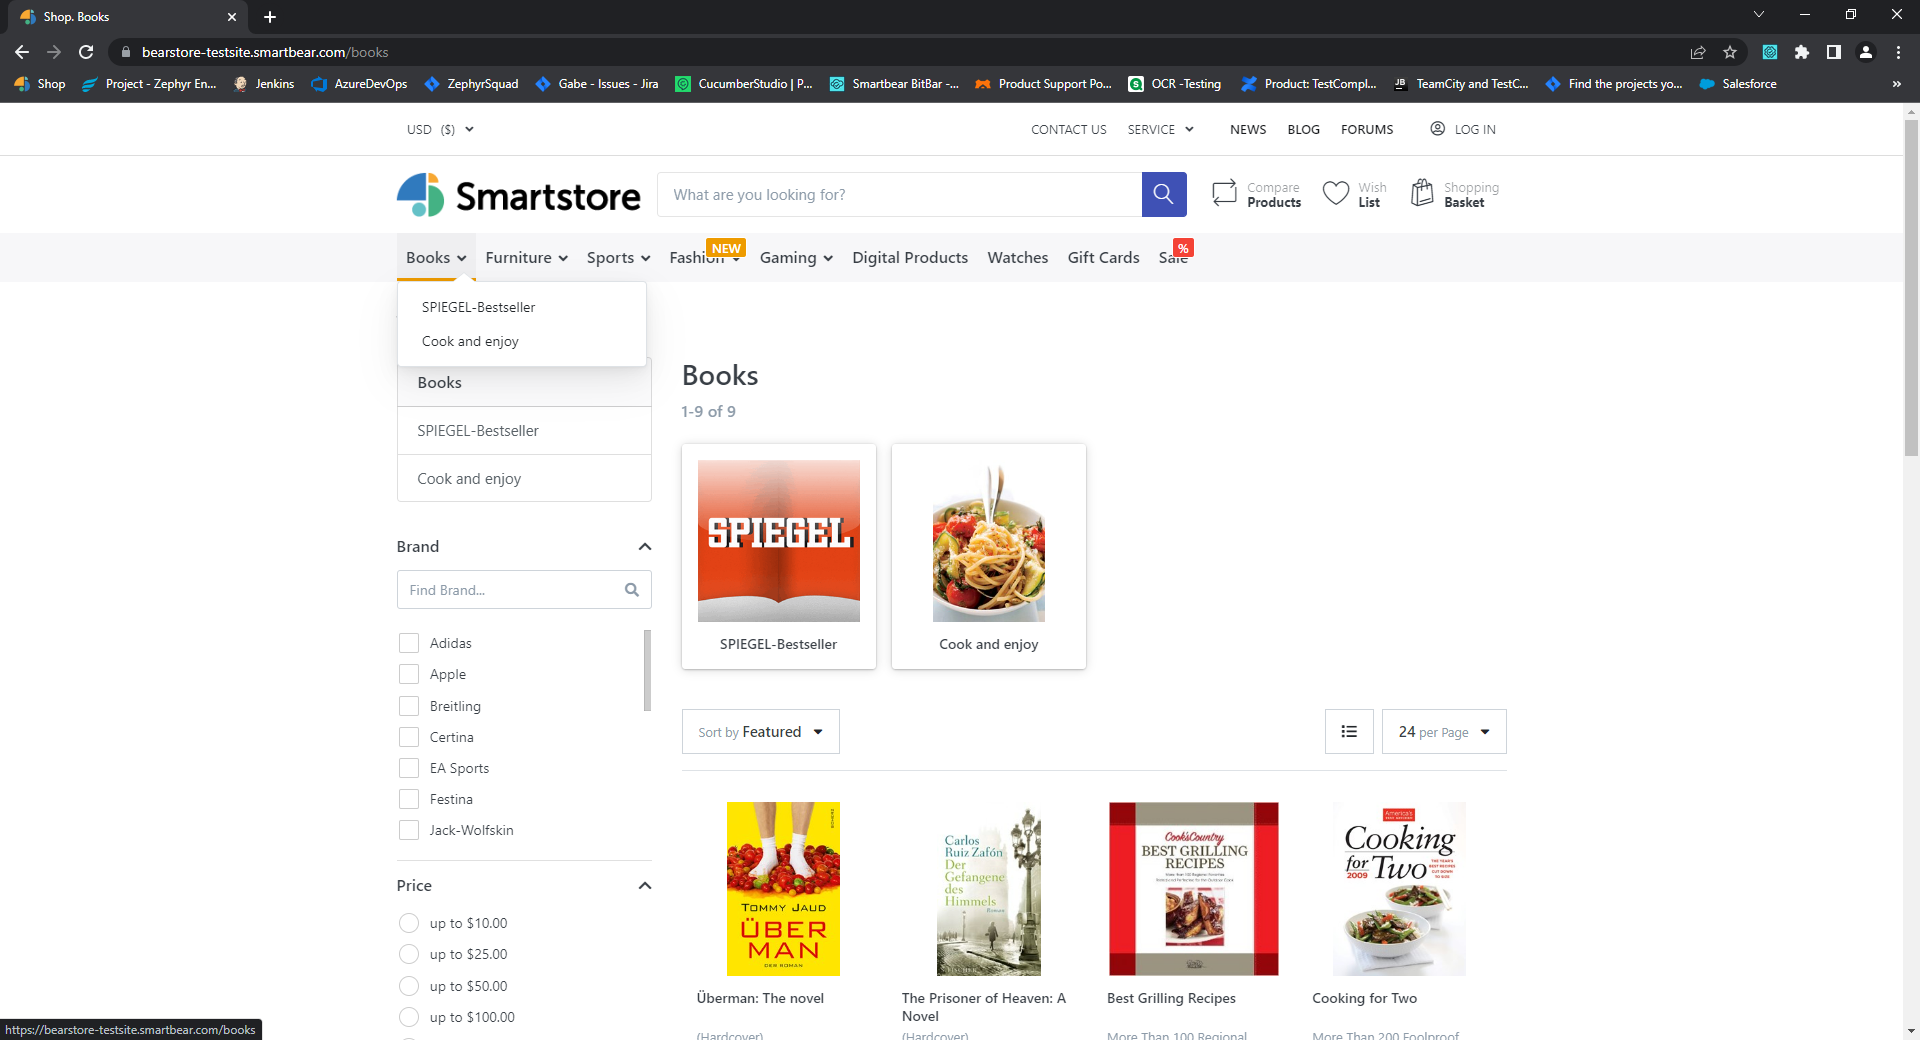 Shop. Books
bearstore-testsite.smartbear.com/books
Shop
Project - Zephyr En...
Jenkins
AzureDevOps
ZephyrSquad
Gabe - Issues - Jira
CucumberStudio | P...
Smartbear BitBar -...
Product Support Po...
OCR -Testing
Product: TestCompl...
TeamCity and TestC...
Find the projects yo...
Salesforce
USD ($)
CONTACT US
SERVICE
NEWS
BLOG
FORUMS
LOG IN
Smartstore
What are you looking for?
Compare
Products
Wish
List
Shopping
Basket
Books
Furniture
Sports
Fashion
NEW
Gaming
Digital Products
Watches
Gift Cards
Sale
%
SPIEGEL-Bestseller
Cook and enjoy
Books
SPIEGEL-Bestseller
Cook and enjoy
Brand
Find Brand...
Adidas
Apple
Breitling
Certina
EA Sports
Festina
Jack-Wolfskin
Price
up to $10.00
up to $25.00
up to $50.00
up to $100.00
Books
1-9 of 9
SPIEGEL
SPIEGEL-Bestseller
Cook and enjoy
Sort by Featured
24 per Page
TOMMY JAUD
ÜBER
MAN
DER ROMAN
Überman: The novel
(Hardcover)
Carlos
Ruiz Zafón
Der
Gefangene
des
Himmels
Roman
FISCHER
The Prisoner of Heaven: A
Novel
(Hardcover)
Cook'sCountry
BEST GRILLING
RECIPES
Best Grilling Recipes
More Than 100 Regional
America's
Cooking
for Two
2009
Cooking for Two
More Than 200 Foolproof
https://bearstore-testsite.smartbear.com/books